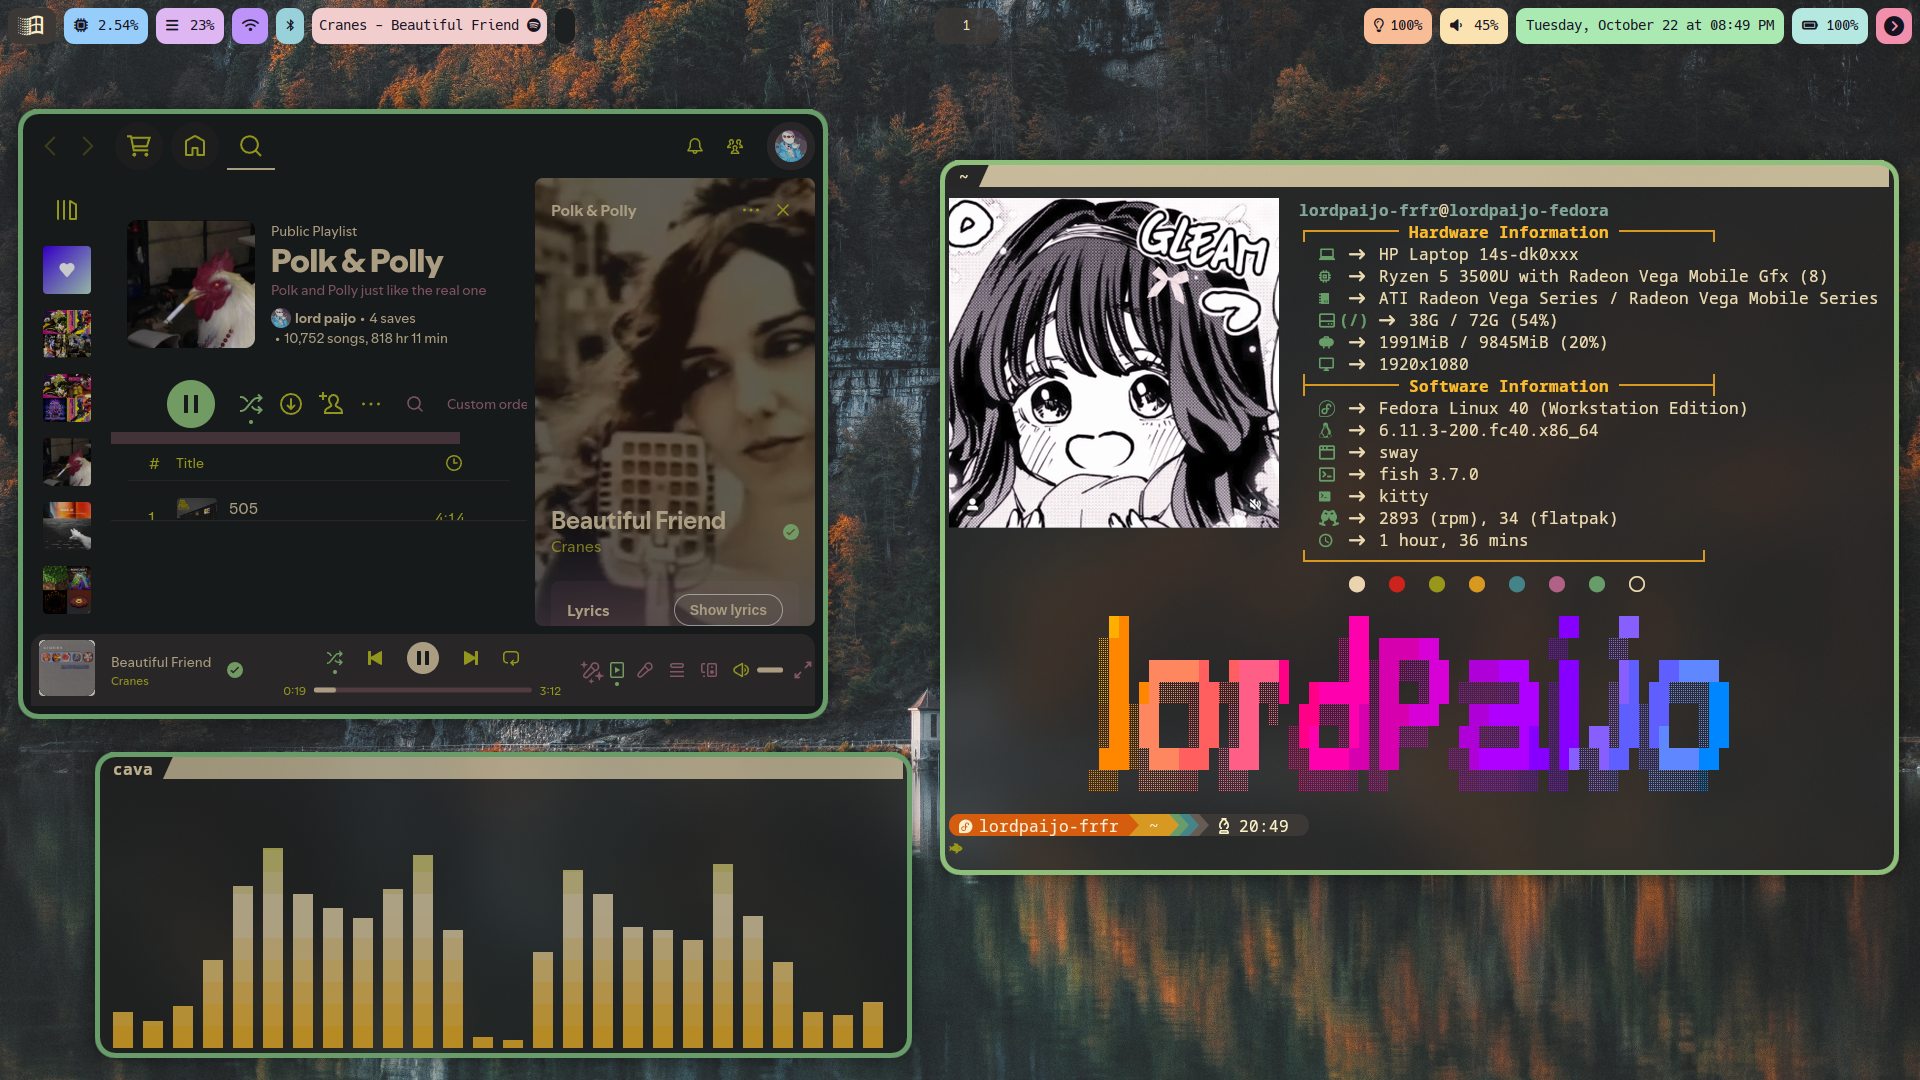 2.54%
23%
Cranes - Beautiful Friend
1
100%
45%
Tuesday, October 22 at 08:49 PM
100%
Public Playlist
Polk & Polly
Polk and Polly just like the real one
lord paijo • 4 saves
• 10,752 songs, 818 hr 11 min
Custom orde
# Title
1 505 4:14
Polk & Polly
Beautiful Friend
Cranes
Lyrics
Show lyrics
Beautiful Friend
Cranes
0:19
3:12
cava
~
GLEAM
lordpaijo-frfr@lordpaijo-fedora
Hardware Information
→ HP Laptop 14s-dk0xxx
→ Ryzen 5 3500U with Radeon Vega Mobile Gfx (8)
→ ATI Radeon Vega Series / Radeon Vega Mobile Series
(/) → 38G / 72G (54%)
→ 1991MiB / 9845MiB (20%)
→ 1920x1080
Software Information
→ Fedora Linux 40 (Workstation Edition)
→ 6.11.3-200.fc40.x86_64
→ sway
→ fish 3.7.0
→ kitty
→ 2893 (rpm), 34 (flatpak)
→ 1 hour, 36 mins
lordpaijo
lordpaijo-frfr ~ 20:49